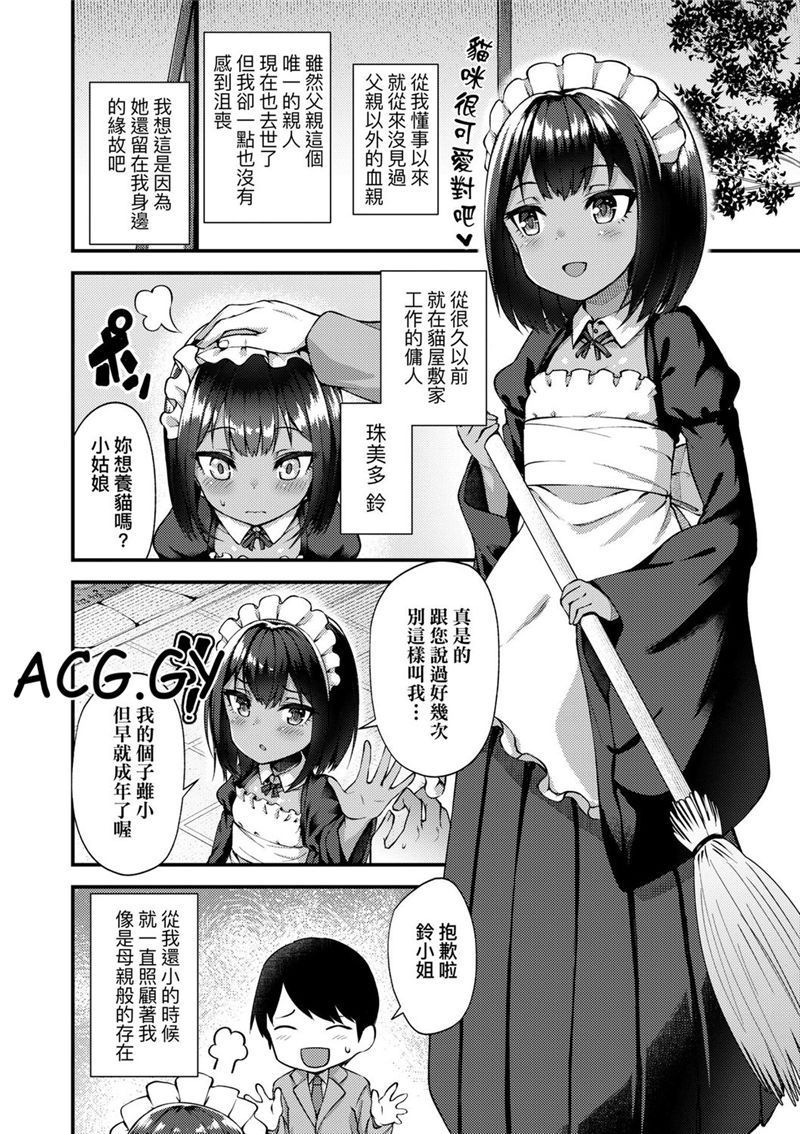 貓咪很可愛對吧♥
從我懂事以來
就從來沒見過
父親以外的血親
雖然父親這個
唯一的親人
現在也去世了
但我卻一點也沒有
感到沮喪
我想這是因為
她還留在我身邊
的緣故吧
從很久以前
就在貓屋敷家
工作的傭人
珠美多 鈴
ポン
妳想養貓嗎？
小姑娘
真是的
跟您說過好幾次
別這樣叫我…
!!
我的個子雖小
但早就成年了喔
ACG.GY
抱歉啦
鈴小姐
從我還小的時候
就一直照顧著我
像是母親般的存在